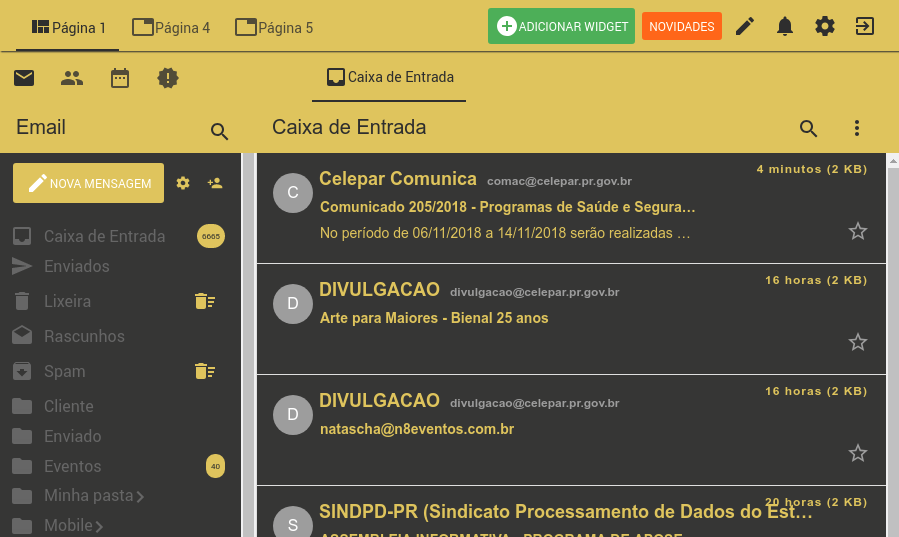 Página 1
Página 4
Página 5
ADICIONAR WIDGET
NOVIDADES
Caixa de Entrada
Email
Caixa de Entrada
NOVA MENSAGEM
Caixa de Entrada 6665
Enviados
Lixeira
Rascunhos
Spam
Cliente
Enviado
Eventos 40
Minha pasta
Mobile
C
Celepar Comunica comac@celepar.pr.gov.br 4 minutos (2 KB)
Comunicado 205/2018 - Programas de Saúde e Segura…
No período de 06/11/2018 a 14/11/2018 serão realizadas …
D
DIVULGACAO divulgacao@celepar.pr.gov.br 16 horas (2 KB)
Arte para Maiores - Bienal 25 anos
D
DIVULGACAO divulgacao@celepar.pr.gov.br 16 horas (2 KB)
natascha@n8eventos.com.br
S
20 horas (2 KB)
SINDPD-PR (Sindicato Processamento de Dados do Est…